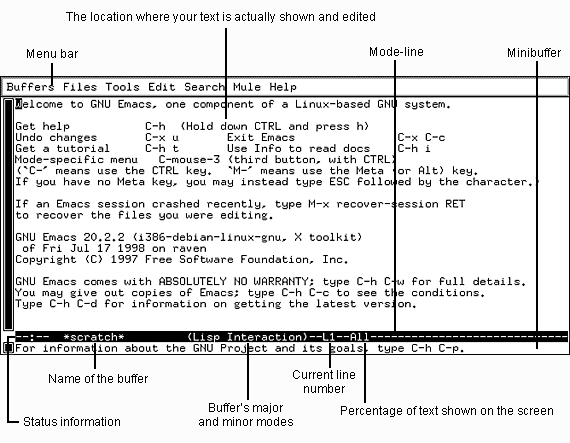 The location where your text is actually shown and edited
Menu bar
Mode-line
Minibuffer
Buffers Files Tools Edit Search Mule Help
Welcome to GNU Emacs, one component of a Linux-based GNU system.
Get help C-h (Hold down CTRL and press h)
Undo changes C-x u Exit Emacs C-x C-c
Get a tutorial C-h t Use Info to read docs C-h i
Mode-specific menu C-mouse-3 (third button, with CTRL)
(`C-' means use the CTRL key. `M-' means use the Meta (or Alt) key.
If you have no Meta key, you may instead type ESC followed by the character.)
If an Emacs session crashed recently, type M-x recover-session RET
to recover the files you were editing.
GNU Emacs 20.2.2 (i386-debian-linux-gnu, X toolkit)
of Fri Jul 17 1998 on raven
Copyright (C) 1997 Free Software Foundation, Inc.
GNU Emacs comes with ABSOLUTELY NO WARRANTY; type C-h C-w for full details.
You may give out copies of Emacs; type C-h C-c to see the conditions.
Type C-h C-d for information on getting the latest version.
--:-- *scratch* (Lisp Interaction)--L1--All--------------------------------
For information about the GNU Project and its goals, type C-h C-p.
Name of the buffer
Current line
number
Status information
Buffer's major
and minor modes
Percentage of text shown on the screen